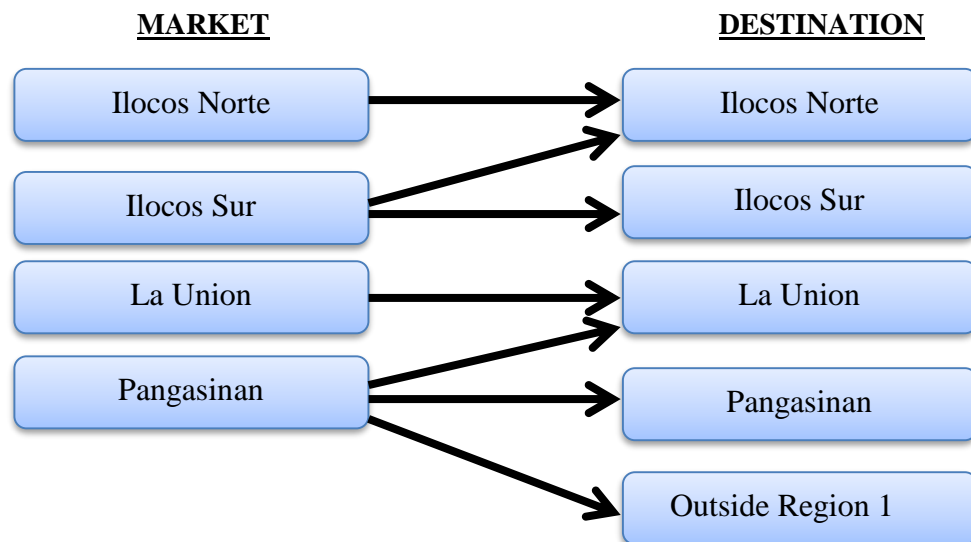 MARKET
DESTINATION
Ilocos Norte
Ilocos Norte
Ilocos Sur
Ilocos Sur
La Union
La Union
Pangasinan
Pangasinan
Outside Region 1